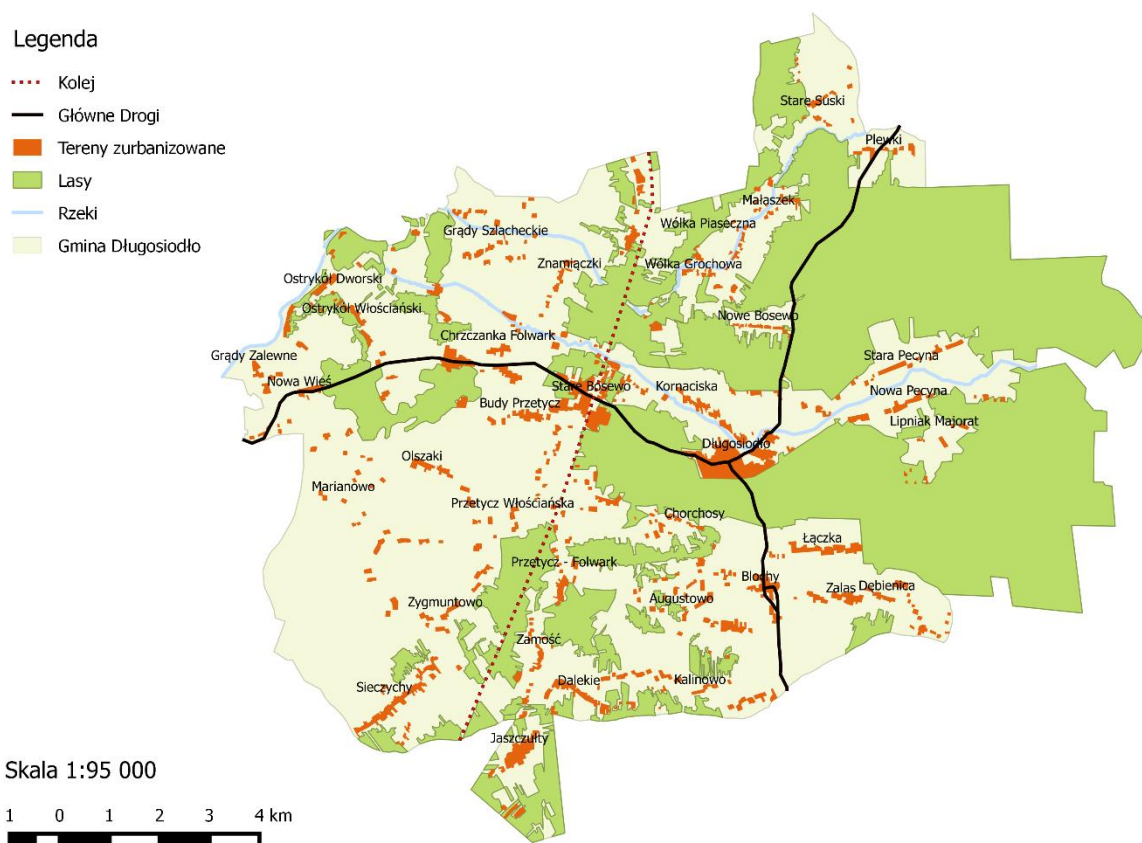 Legenda
Kolej
Główne Drogi
Tereny zurbanizowane
Lasy
Rzeki
Gmina Długosiodło
Stare Suski
Plewki
Małaszek
Wólka Piaseczna
Grądy Szlacheckie
Znamiączki
Wólka Grochowa
Ostrykół Dworski
Ostrykół Włościański
Nowe Bosewo
Chrzczanka Folwark
Grądy Zalewne
Stara Pecyna
Nowa Wieś
Stare Bosewo
Kornaciska
Nowa Pecyna
Budy Przetycz
Lipniak Majorat
Długosiodło
Olszaki
Marianowo
Przetycz Włościańska
Chorchosy
Łączka
Przetycz - Folwark
Blochy
Zalas
Dębienica
Augustowo
Zygmuntowo
Zamość
Sieczychy
Dalekie
Kalinowo
Jaszczułty
Skala 1:95 000
1 0 1 2 3 4 km